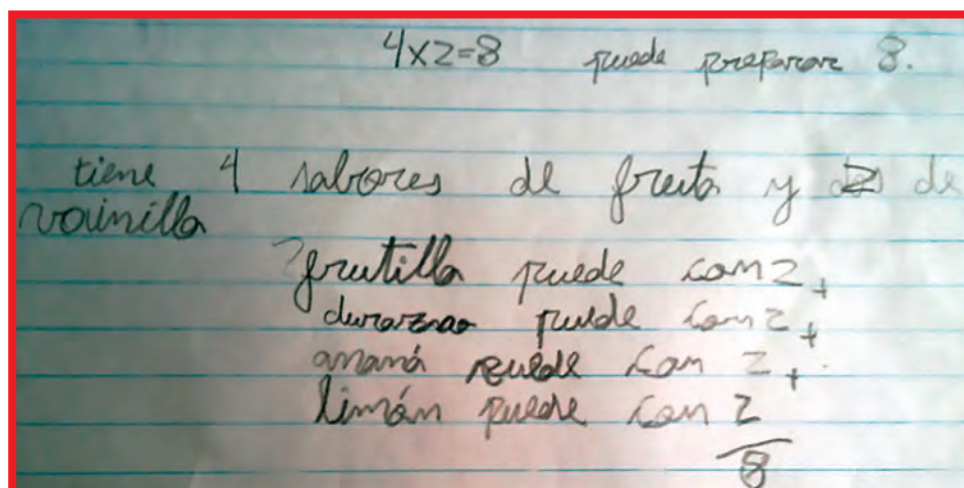 4x2=8 puede preparar 8.
tiene 4 sabores de fruta y 2 de
vainilla
frutilla puede con 2 +
durazno puede con 2 +
ananá puede con 2 +
limón puede con 2
8